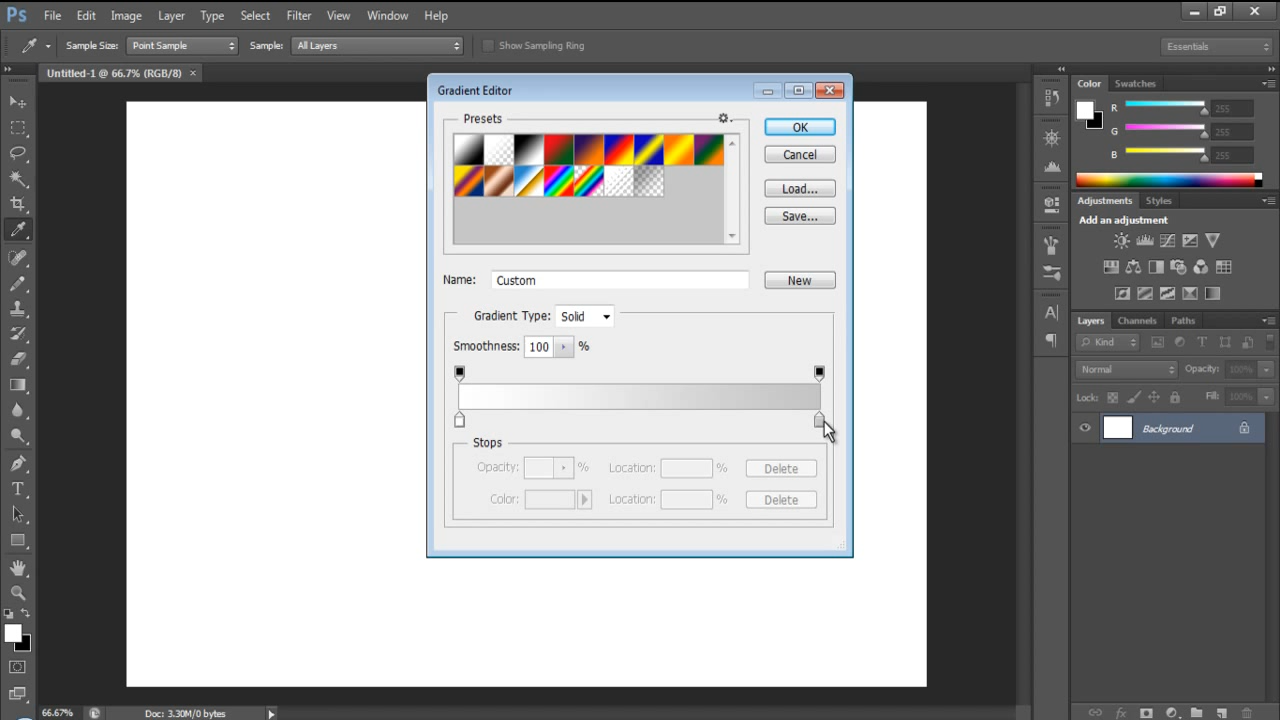 Ps File Edit Image Layer Type Select Filter View Window Help
Sample Size: Point Sample Sample: All Layers Show Sampling Ring Essentials
Untitled-1 @ 66.7% (RGB/8) ×
Gradient Editor
Presets
OK
Cancel
Load...
Save...
Name: Custom New
Gradient Type: Solid
Smoothness: 100 %
Stops
Opacity: % Location: % Delete
Color: Location: % Delete
Color Swatches
R 255
G 255
B 255
Adjustments Styles
Add an adjustment
Layers Channels Paths
Kind
Normal Opacity: 100%
Lock: Fill: 100%
Background
66.67% Doc: 3.30M/0 bytes